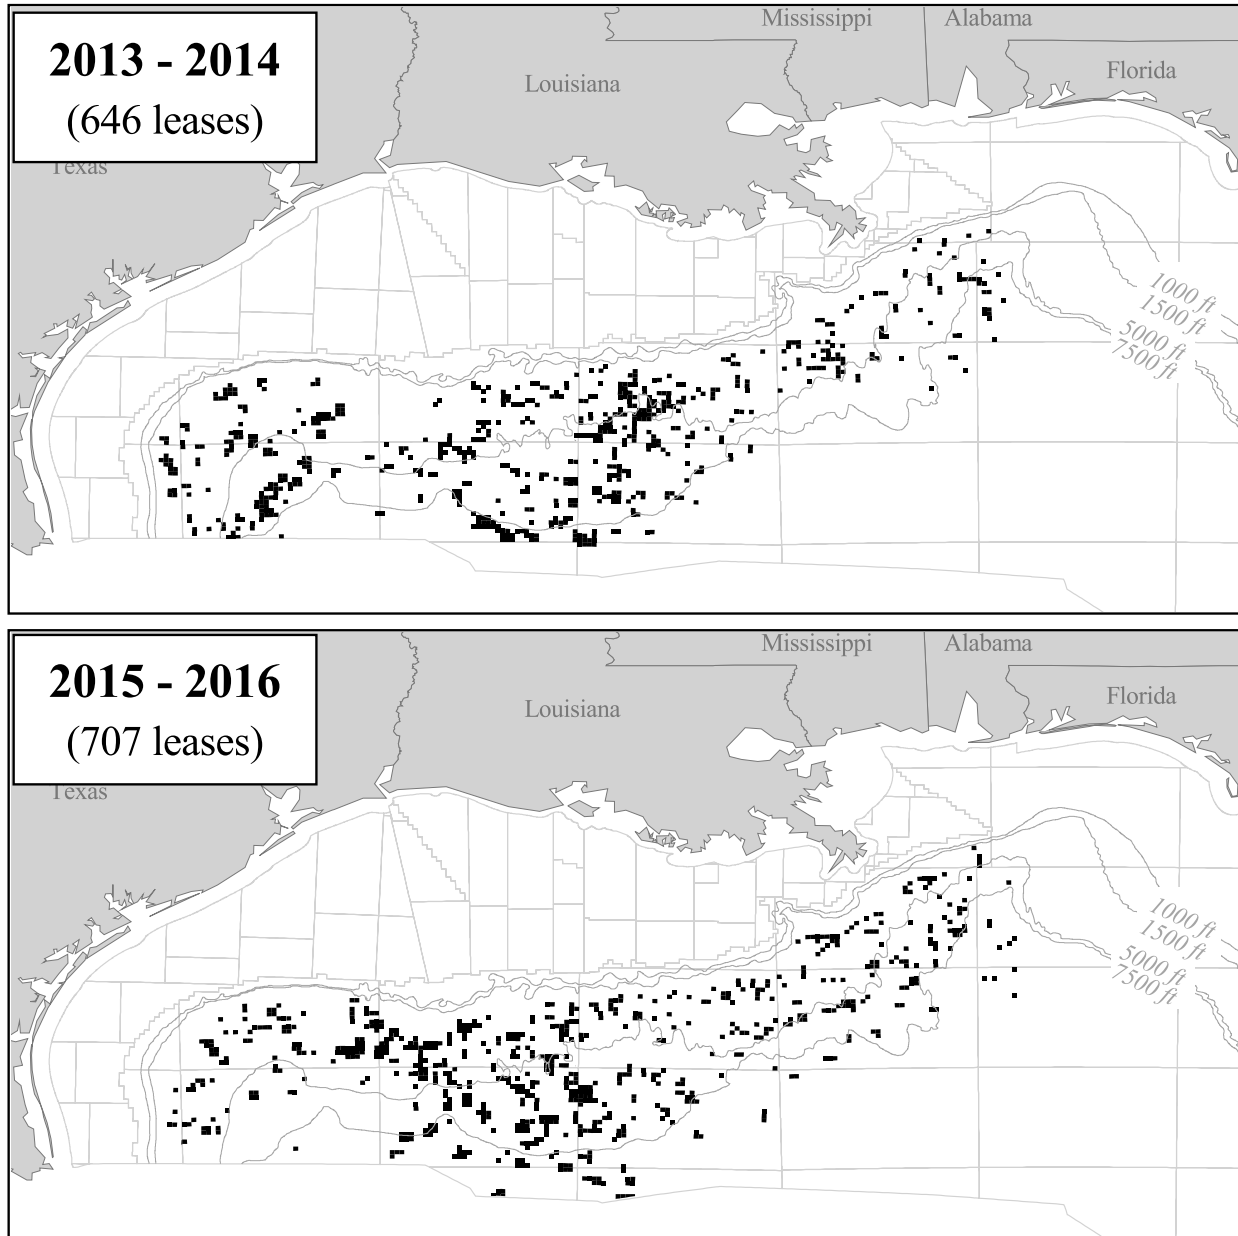 2013 - 2014
(646 leases)
Mississippi
Alabama
Louisiana
Florida
Texas
1000 ft
1500 ft
5000 ft
7500 ft
2015 - 2016
(707 leases)
Mississippi
Alabama
Louisiana
Florida
Texas
1000 ft
1500 ft
5000 ft
7500 ft